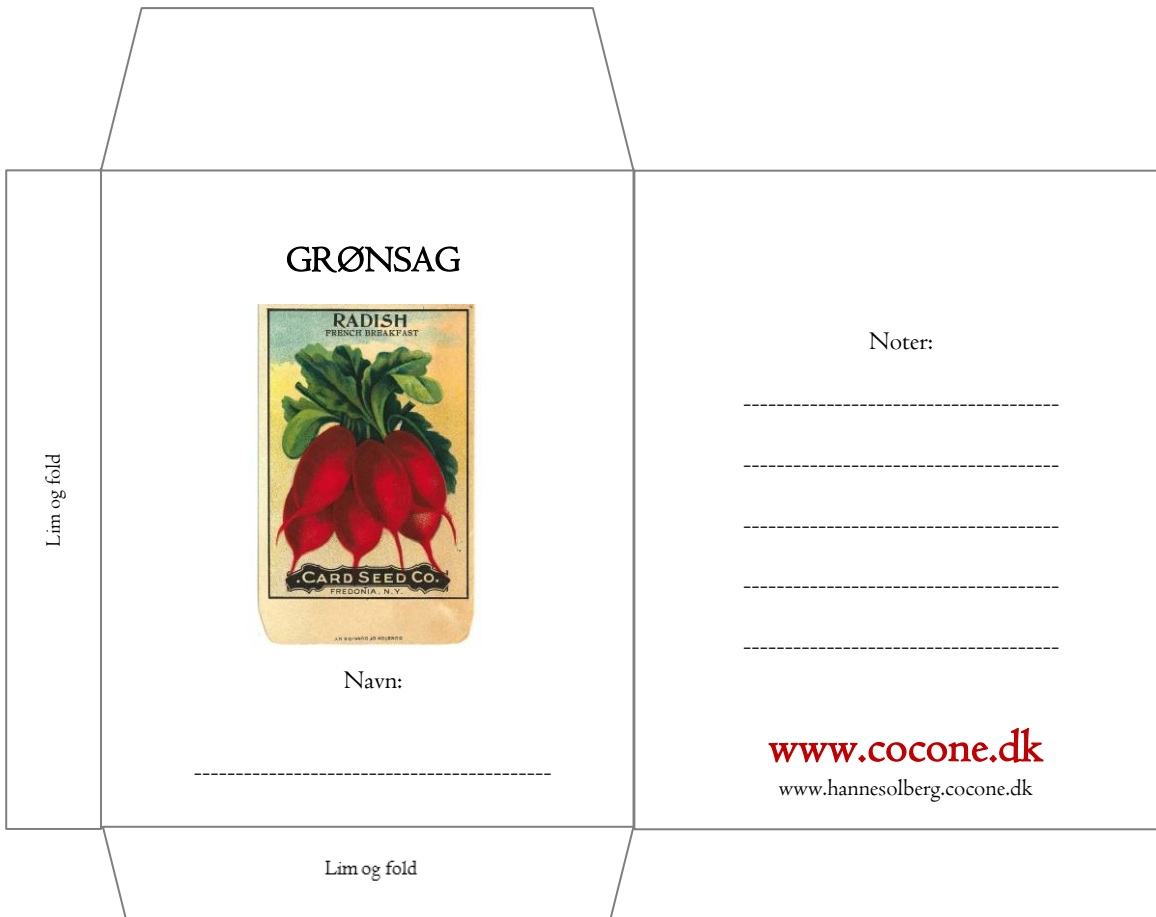 GRØNSAG
RADISH
FRENCH BREAKFAST
.CARD SEED CO.
FREDONIA, N.Y.
Navn:
Lim og fold
Lim og fold
Noter:
www.cocone.dk
www.hannesolberg.cocone.dk